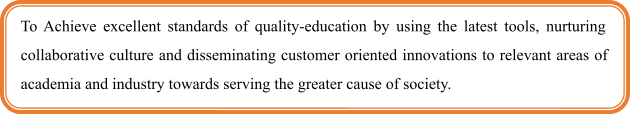 To Achieve excellent standards of quality-education by using the latest tools, nurturing
collaborative culture and disseminating customer oriented innovations to relevant areas of
academia and industry towards serving the greater cause of society.